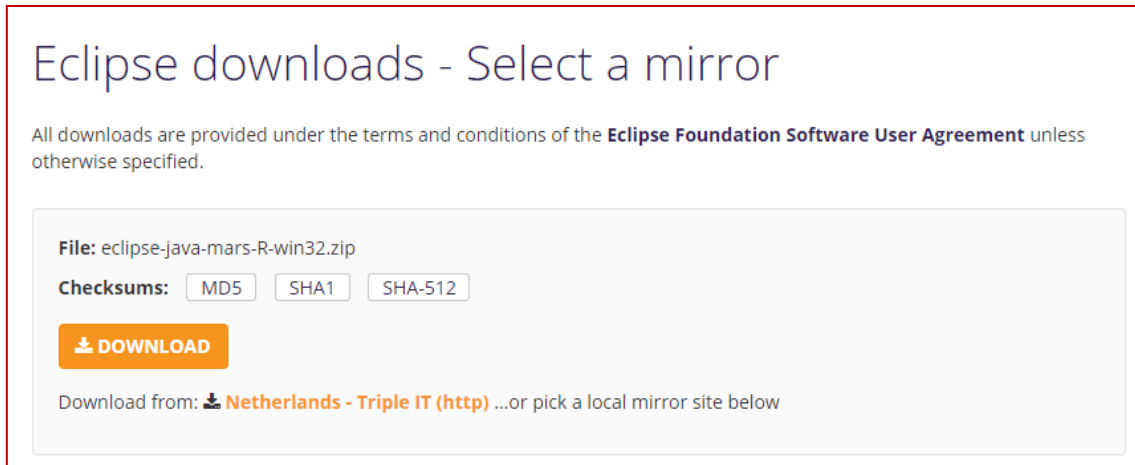 Eclipse downloads - Select a mirror
All downloads are provided under the terms and conditions of the Eclipse Foundation Software User Agreement unless
otherwise specified.
File: eclipse-java-mars-R-win32.zip
Checksums: MD5 SHA1 SHA-512
DOWNLOAD
Download from: Netherlands - Triple IT (http) ...or pick a local mirror site below